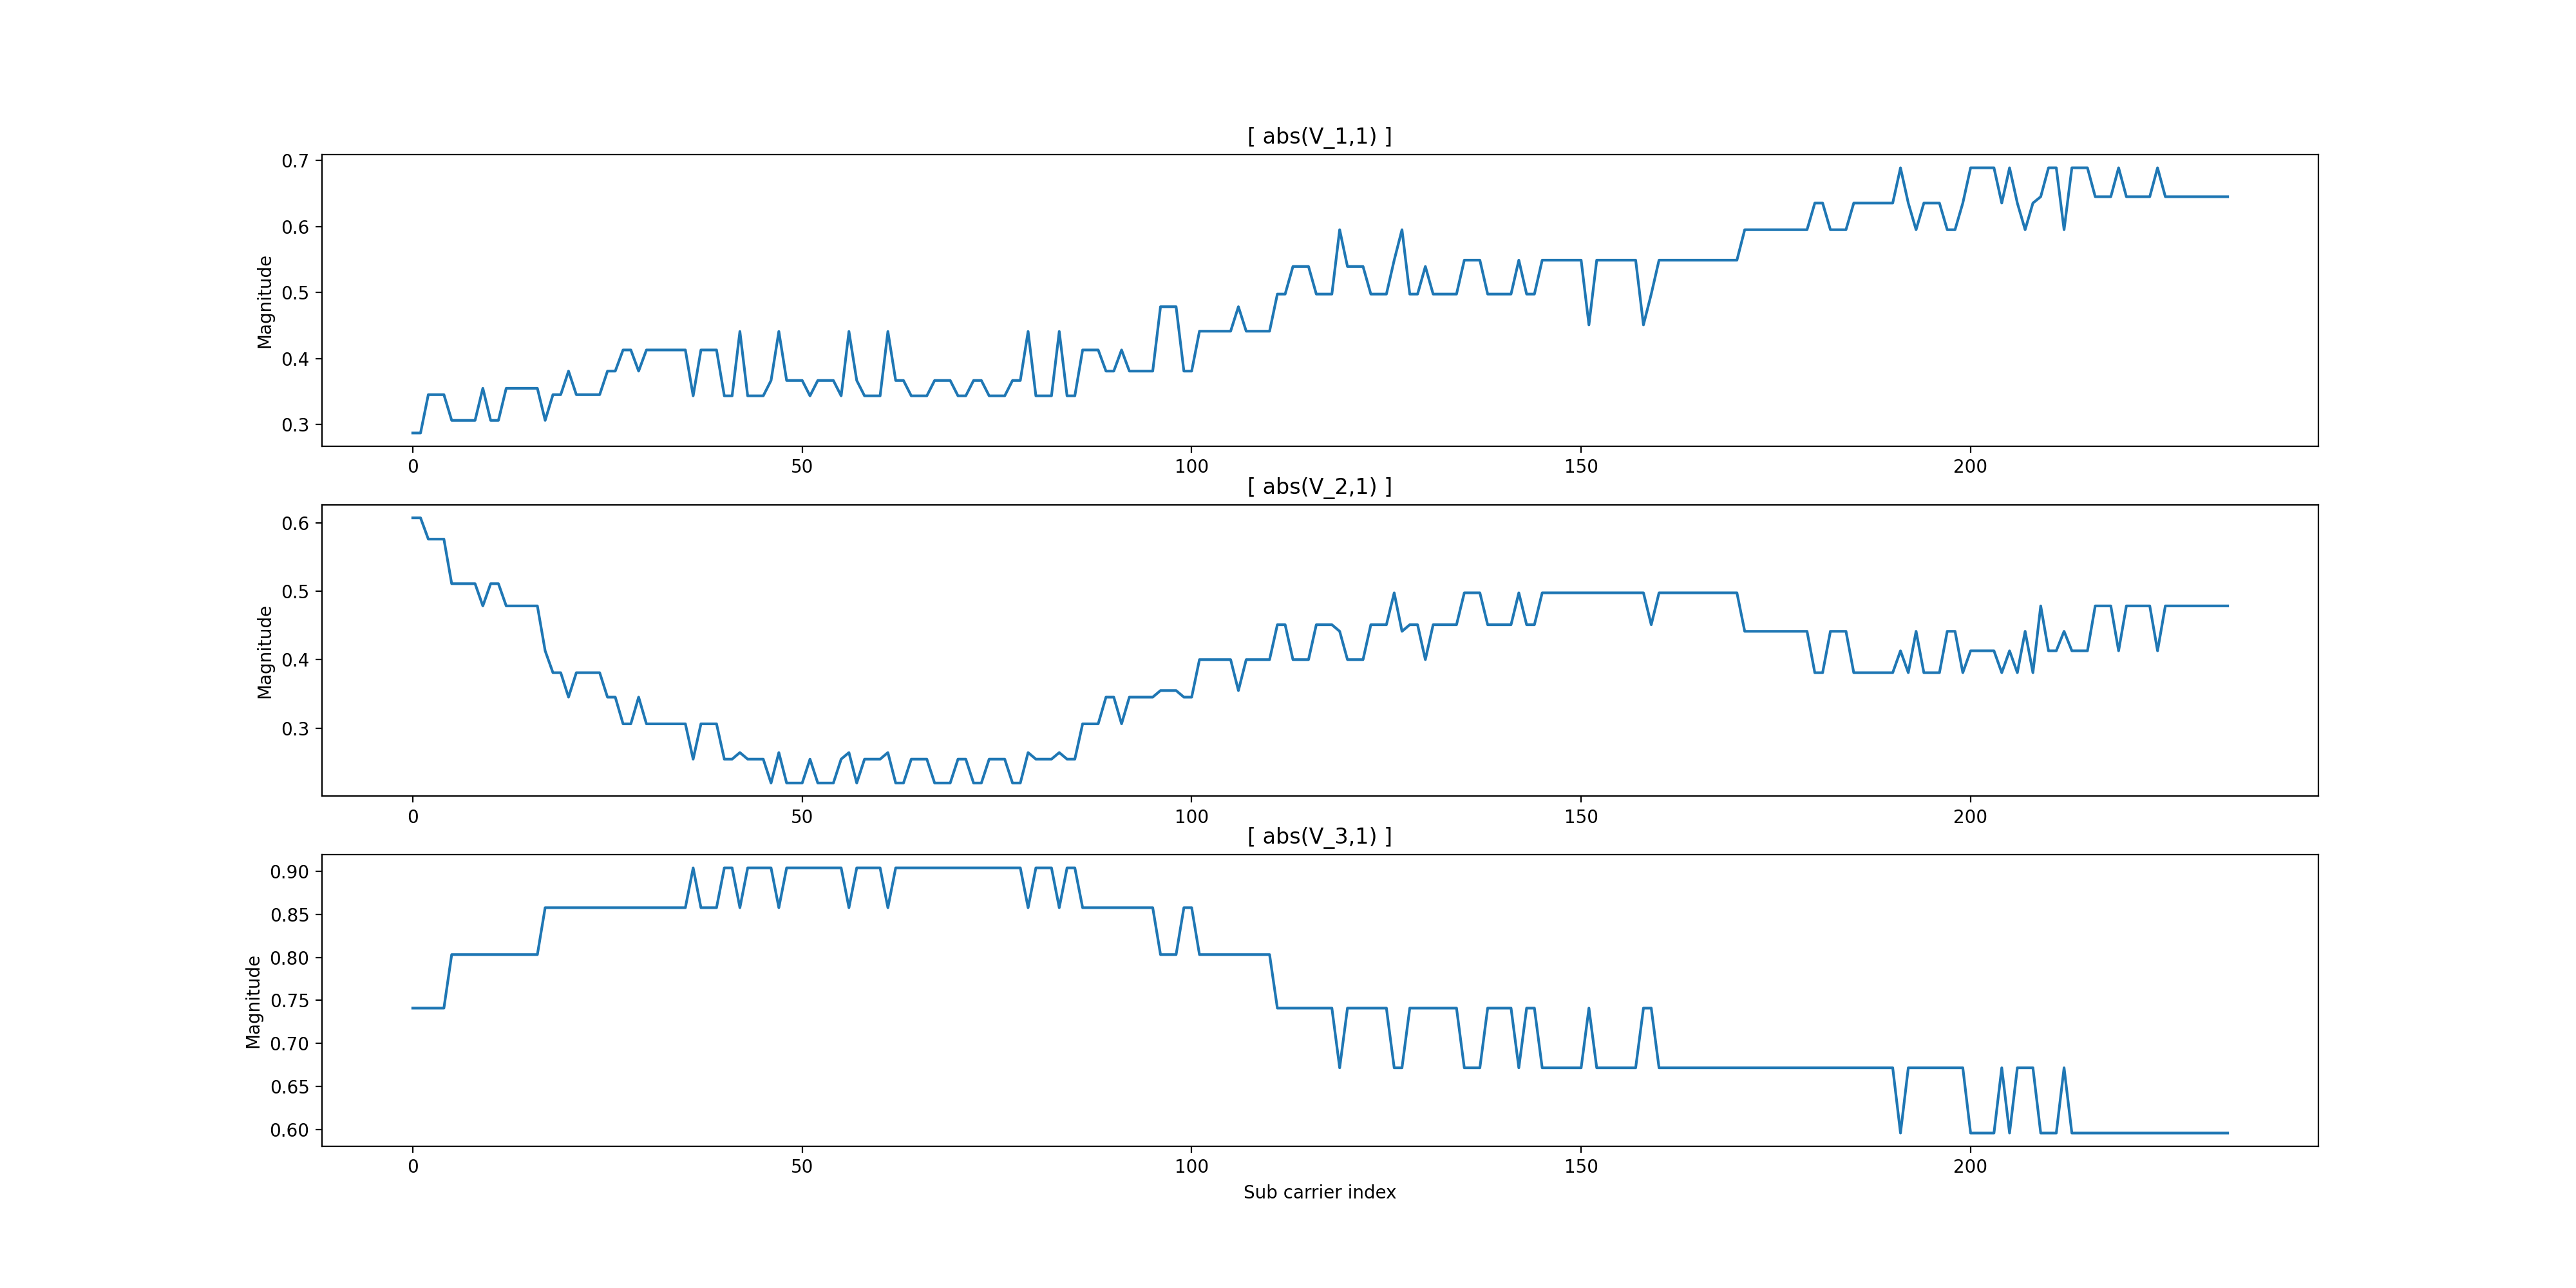 [ abs(V_1,1) ]
0.7
0.6
0.5
0.4
0.3
Magnitude
0 50 100 150 200
[ abs(V_2,1) ]
0.6
0.5
0.4
0.3
Magnitude
0 50 100 150 200
[ abs(V_3,1) ]
0.90
0.85
0.80
0.75
0.70
0.65
0.60
Magnitude
0 50 100 150 200
Sub carrier index